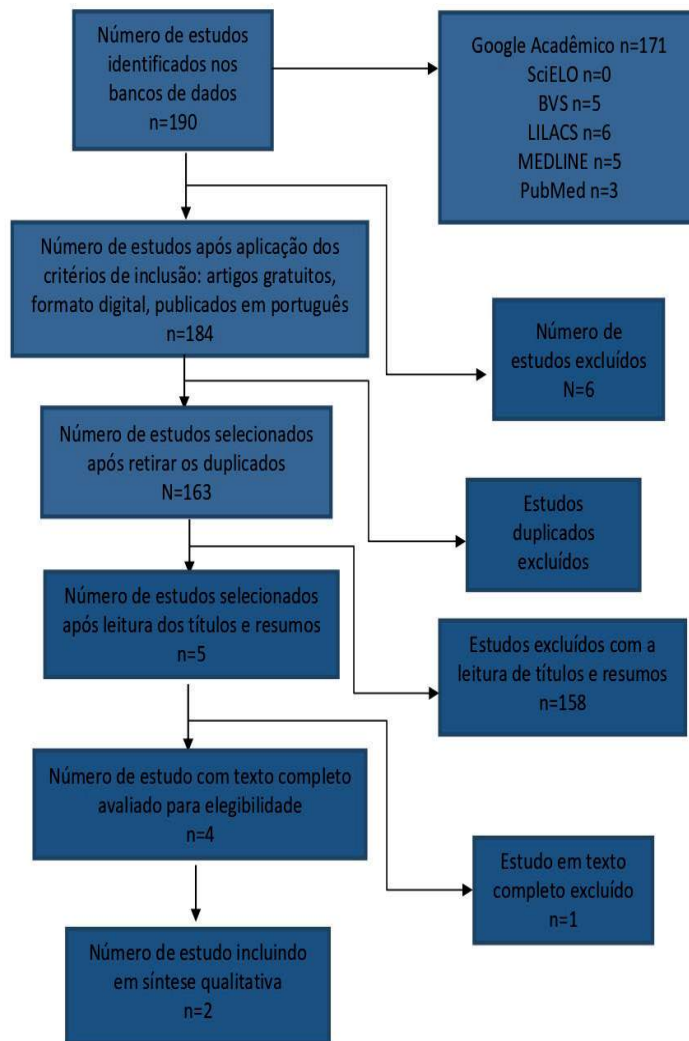 Número de estudos
identificados nos
bancos de dados
n=190
Google Acadêmico n=171
SciELO n=0
BVS n=5
LILACS n=6
MEDLINE n=5
PubMed n=3
Número de estudos após aplicação dos
critérios de inclusão: artigos gratuitos,
formato digital, publicados em português
n=184
Número de
estudos excluídos
N=6
Número de estudos selecionados
após retirar os duplicados
N=163
Estudos
duplicados
excluídos
Número de estudos selecionados
após leitura dos títulos e resumos
n=5
Estudos excluídos com a
leitura de títulos e resumos
n=158
Número de estudo com texto completo
avaliado para elegibilidade
n=4
Estudo em texto
completo excluído
n=1
Número de estudo incluindo
em síntese qualitativa
n=2